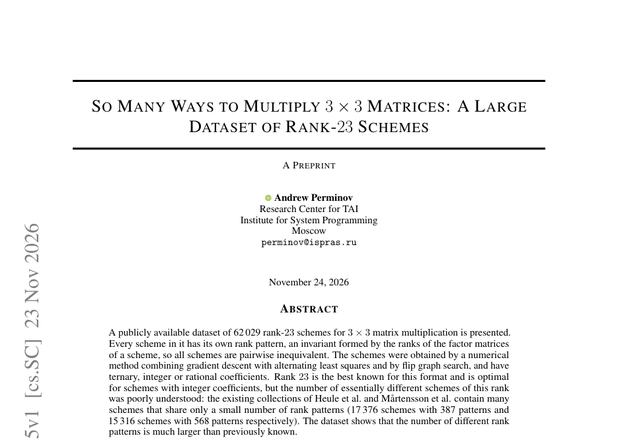 SO MANY WAYS TO MULTIPLY 3 × 3 MATRICES: A LARGE
DATASET OF RANK-23 SCHEMES
A PREPRINT
Andrew Perminov
Research Center for TAI
Institute for System Programming
Moscow
perminov@ispras.ru
November 24, 2026
ABSTRACT
A publicly available dataset of 62 029 rank-23 schemes for 3 × 3 matrix multiplication is presented.
Every scheme in it has its own rank pattern, an invariant formed by the ranks of the factor matrices
of a scheme, so all schemes are pairwise inequivalent. The schemes were obtained by a numerical
method combining gradient descent with alternating least squares and by flip graph search, and have
ternary, integer or rational coefficients. Rank 23 is the best known for this format and is optimal
for schemes with integer coefficients, but the number of essentially different schemes of this rank
was poorly understood: the existing collections of Heule et al. and Mårtensson et al. contain many
schemes that share only a small number of rank patterns (17 376 schemes with 387 patterns and
15 316 schemes with 568 patterns respectively). The dataset shows that the number of different rank
patterns is much larger than previously known.
5v1 [cs.SC] 23 Nov 2026